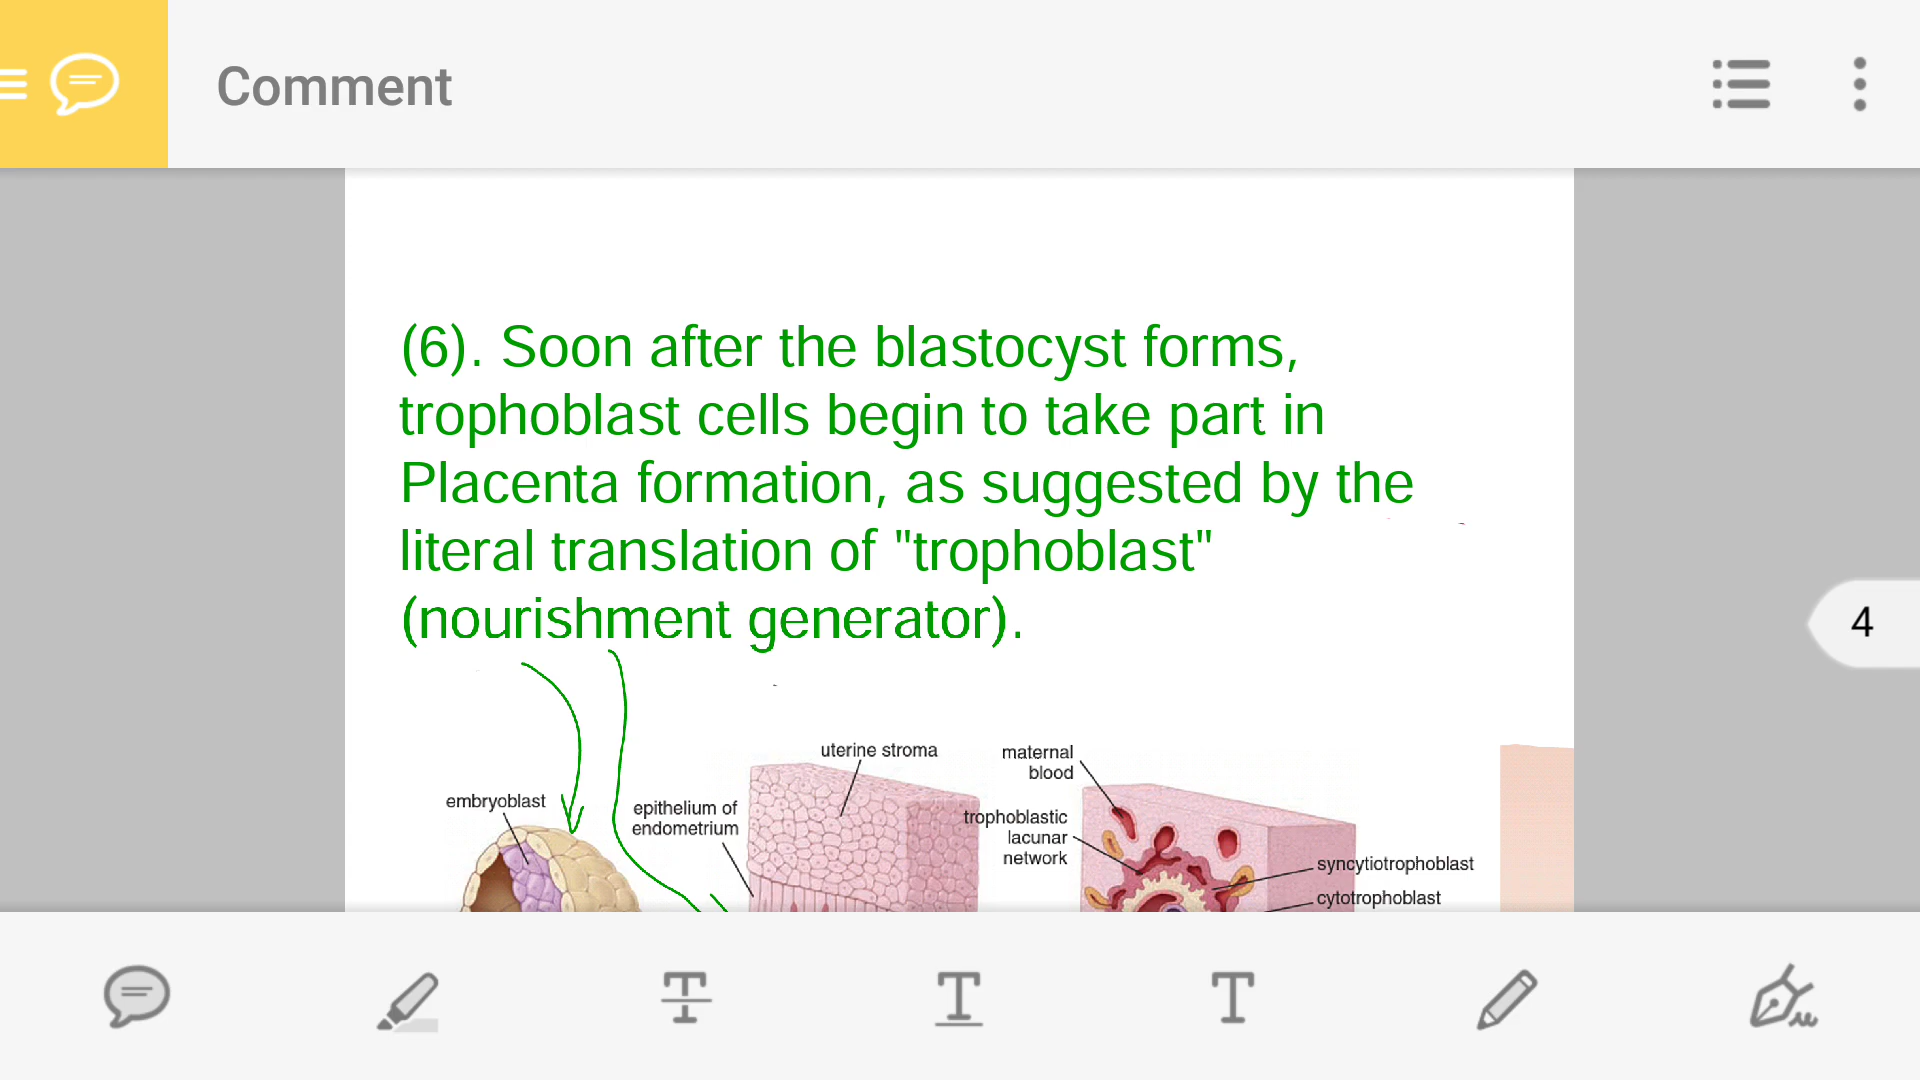 Comment
(6). Soon after the blastocyst forms,
trophoblast cells begin to take part in
Placenta formation, as suggested by the
literal translation of "trophoblast"
(nourishment generator).
4
uterine stroma
maternal
blood
embryoblast
epithelium of
endometrium
trophoblastic
lacunar
network
syncytiotrophoblast
cytotrophoblast